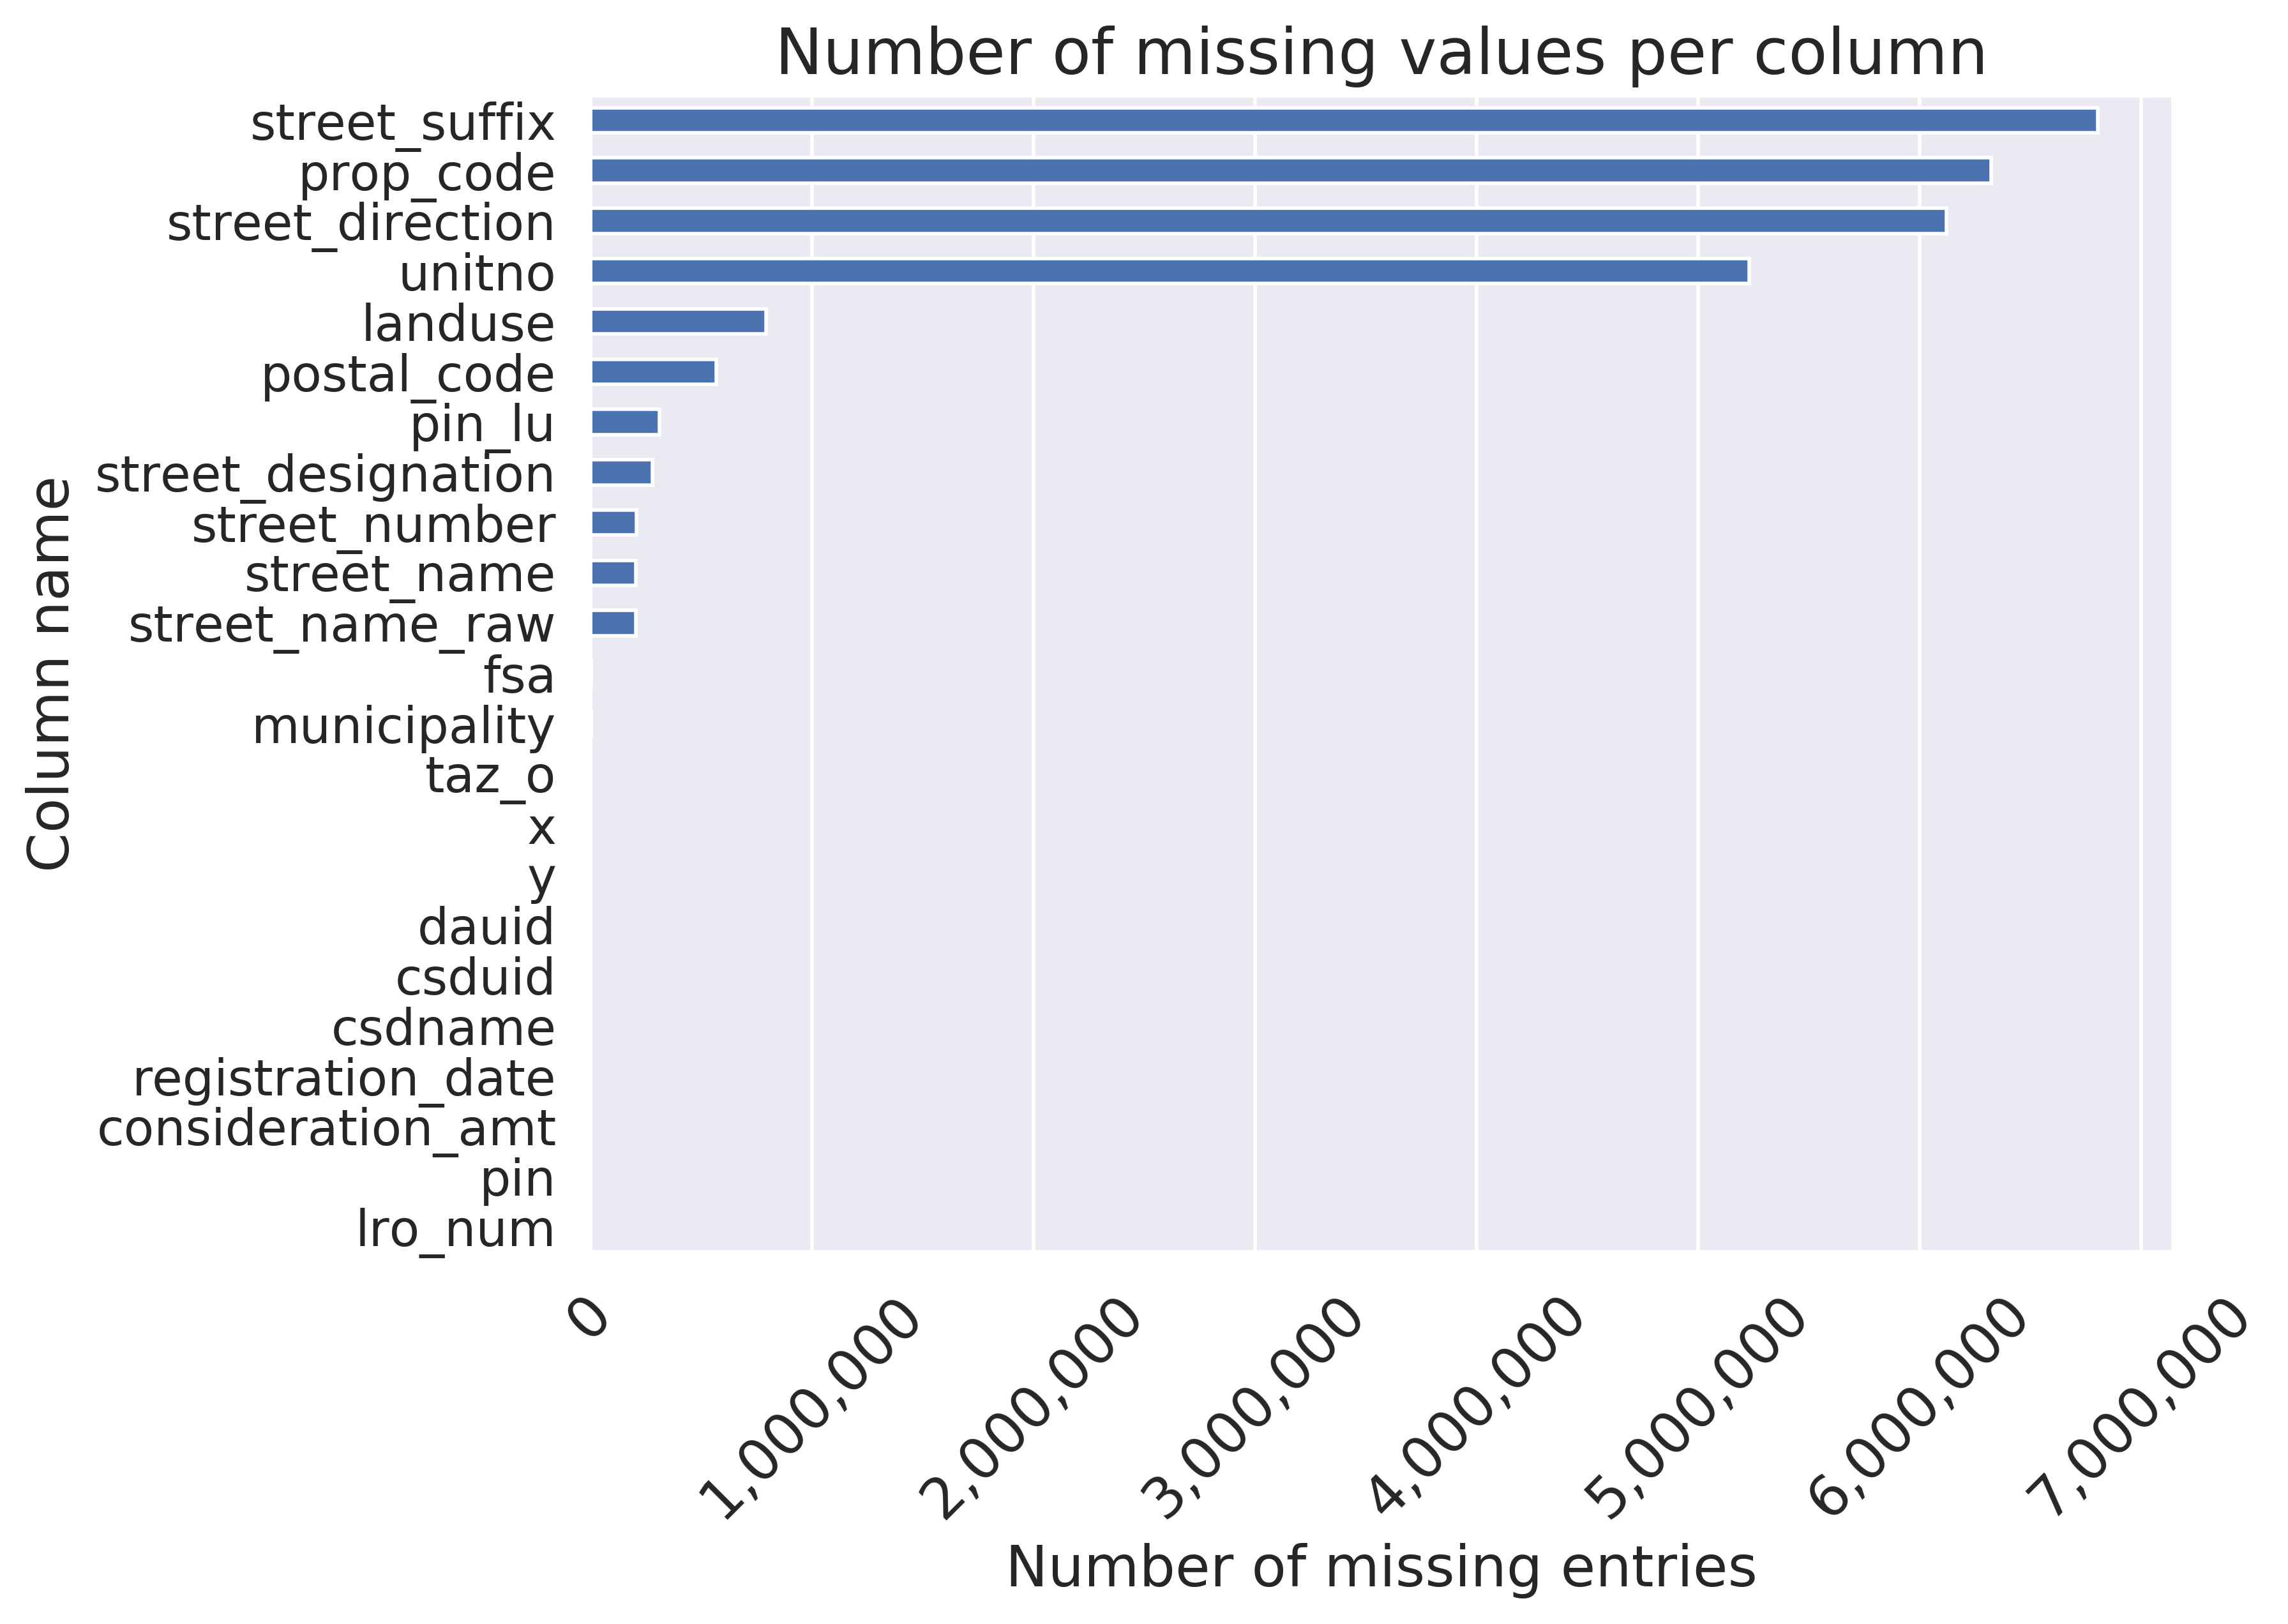 Number of missing values per column
Column name
street_suffix
prop_code
street_direction
unitno
landuse
postal_code
pin_lu
street_designation
street_number
street_name
street_name_raw
fsa
municipality
taz_o
x
y
dauid
csduid
csdname
registration_date
consideration_amt
pin
lro_num
0
1,000,000
2,000,000
3,000,000
4,000,000
5,000,000
6,000,000
7,000,000
Number of missing entries